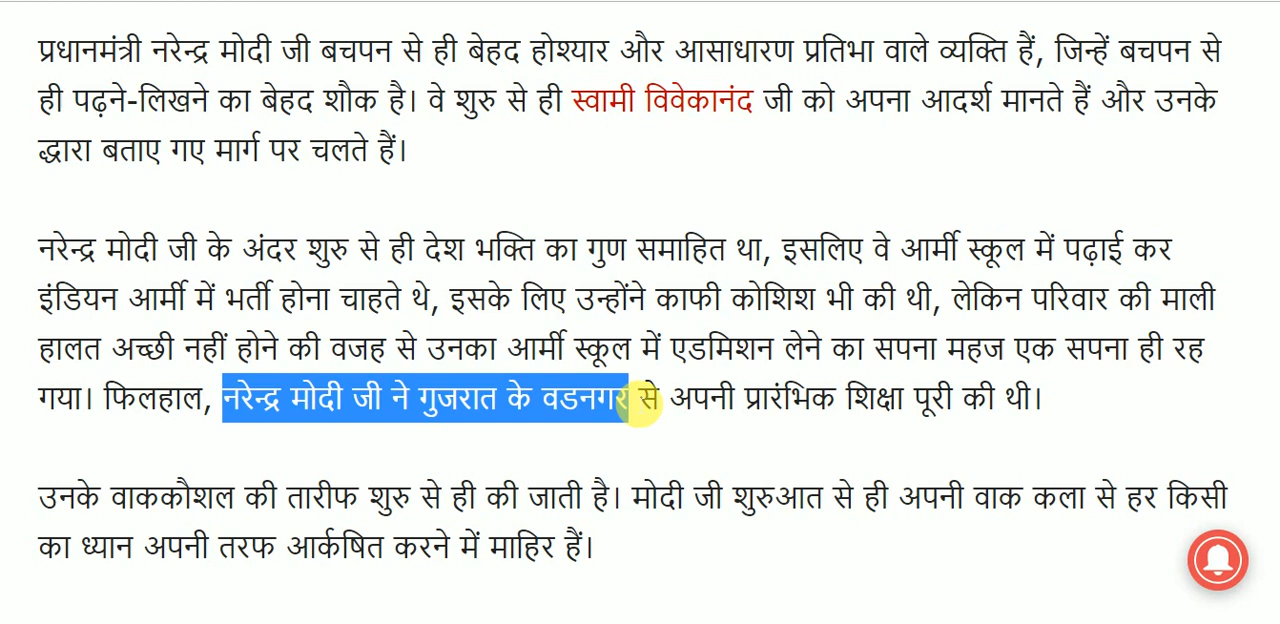 प्रधानमंत्री नरेन्द्र मोदी जी बचपन से ही बेहद होश्यार और आसाधारण प्रतिभा वाले व्यक्ति हैं, जिन्हें बचपन से
ही पढ़ने-लिखने का बेहद शौक है। वे शुरु से ही स्वामी विवेकानंद जी को अपना आदर्श मानते हैं और उनके
द्धारा बताए गए मार्ग पर चलते हैं।
नरेन्द्र मोदी जी के अंदर शुरु से ही देश भक्ति का गुण समाहित था, इसलिए वे आर्मी स्कूल में पढ़ाई कर
इंडियन आर्मी में भर्ती होना चाहते थे, इसके लिए उन्होंने काफी कोशिश भी की थी, लेकिन परिवार की माली
हालत अच्छी नहीं होने की वजह से उनका आर्मी स्कूल में एडमिशन लेने का सपना महज एक सपना ही रह
गया। फिलहाल, नरेन्द्र मोदी जी ने गुजरात के वडनगर से अपनी प्रारंभिक शिक्षा पूरी की थी।
उनके वाककौशल की तारीफ शुरु से ही की जाती है। मोदी जी शुरुआत से ही अपनी वाक कला से हर किसी
का ध्यान अपनी तरफ आर्कषित करने में माहिर हैं।